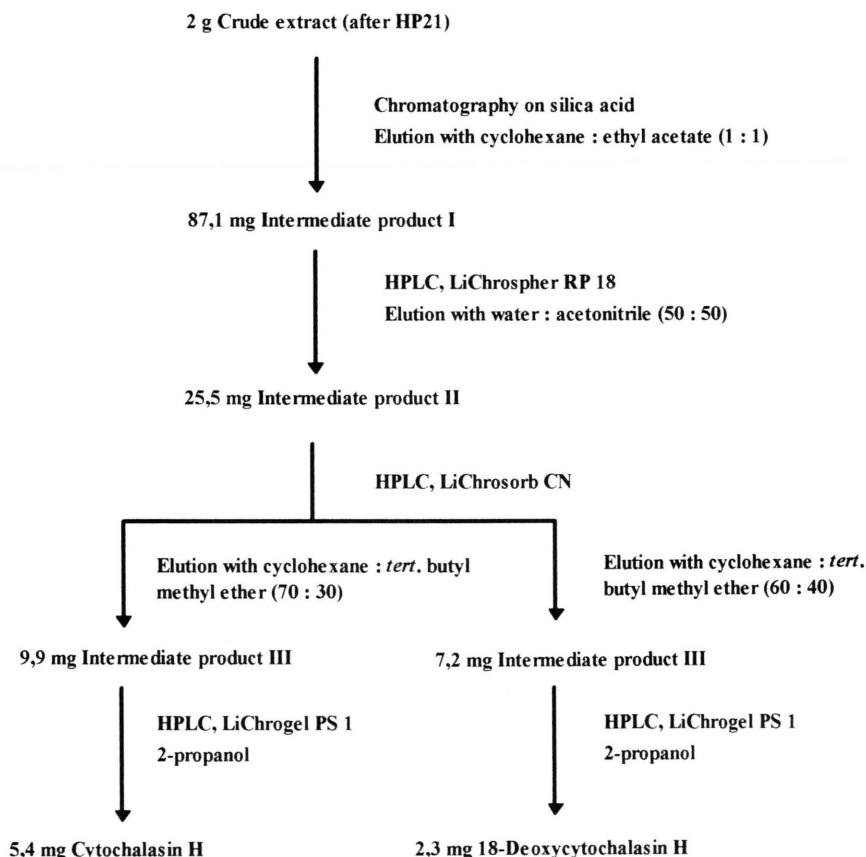 2 g Crude extract (after HP21)
Chromatography on silica acid
Elution with cyclohexane : ethyl acetate (1 : 1)
87,1 mg Intermediate product I
HPLC, LiChrospher RP 18
Elution with water : acetonitrile (50 : 50)
25,5 mg Intermediate product II
HPLC, LiChrosorb CN
Elution with cyclohexane : tert. butyl
methyl ether (70 : 30)
Elution with cyclohexane : tert.
butyl methyl ether (60 : 40)
9,9 mg Intermediate product III
7,2 mg Intermediate product III
HPLC, LiChrogel PS 1
2-propanol
HPLC, LiChrogel PS 1
2-propanol
5,4 mg Cytochalasin H
2,3 mg 18-Deoxycytochalasin H